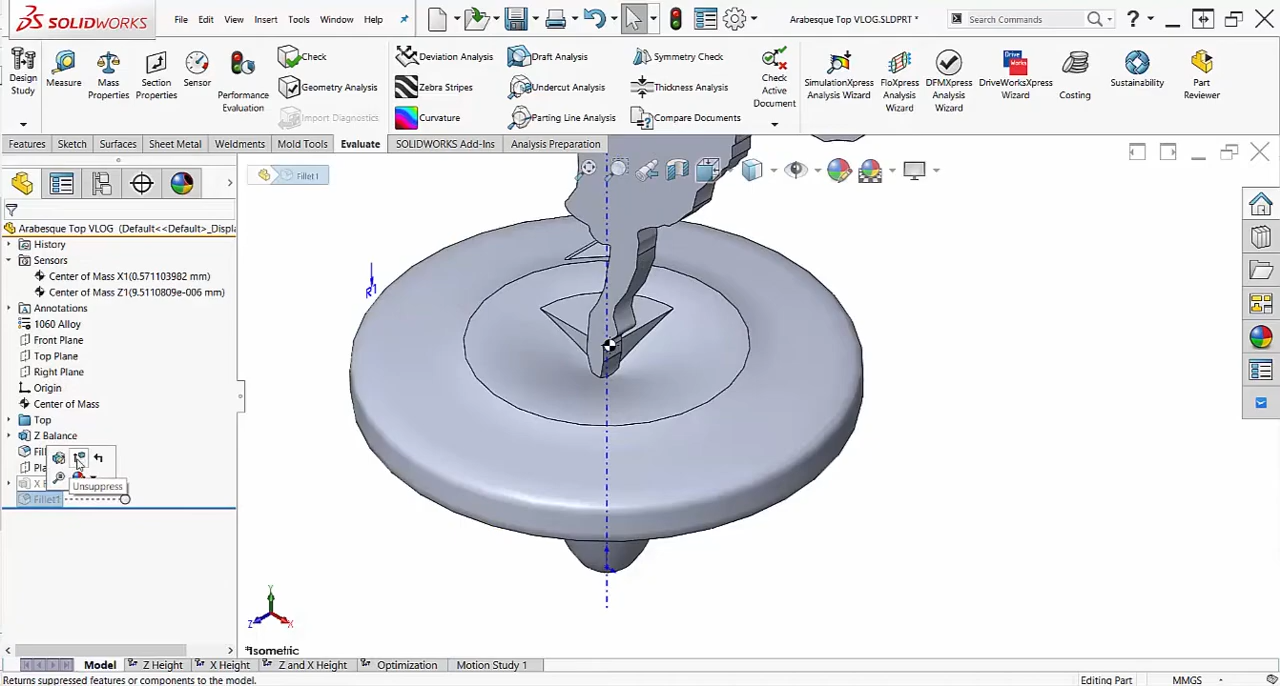 SOLIDWORKS
File Edit View Insert Tools Window Help
Arabesque Top VLOG.SLDPRT *
Search Commands
?
Design Study
Measure
Mass Properties
Section Properties
Sensor
Performance Evaluation
Check
Geometry Analysis
Import Diagnostics
Deviation Analysis
Zebra Stripes
Curvature
Draft Analysis
Undercut Analysis
Parting Line Analysis
Symmetry Check
Thickness Analysis
Compare Documents
Check Active Document
SimulationXpress Analysis Wizard
FloXpress Analysis Wizard
DFMXpress Analysis Wizard
Drive Works
DriveWorksXpress Wizard
Costing
Sustainability
Part Reviewer
Features Sketch Surfaces Sheet Metal Weldments Mold Tools Evaluate SOLIDWORKS Add-Ins Analysis Preparation
Fillet1
Arabesque Top VLOG (Default<<Default>_Displ
History
Sensors
Center of Mass X1(0.571103982 mm)
Center of Mass Z1(9.5110809e-006 mm)
Annotations
1060 Alloy
Front Plane
Top Plane
Right Plane
Origin
Center of Mass
Top
Z Balance
Fil
Pla
X
Unsuppress
Fillet1
R1
Y
Z
X
*Isometric
Model Z Height X Height Z and X Height Optimization Motion Study 1
Returns suppressed features or components to the model.
Editing Part
MMGS